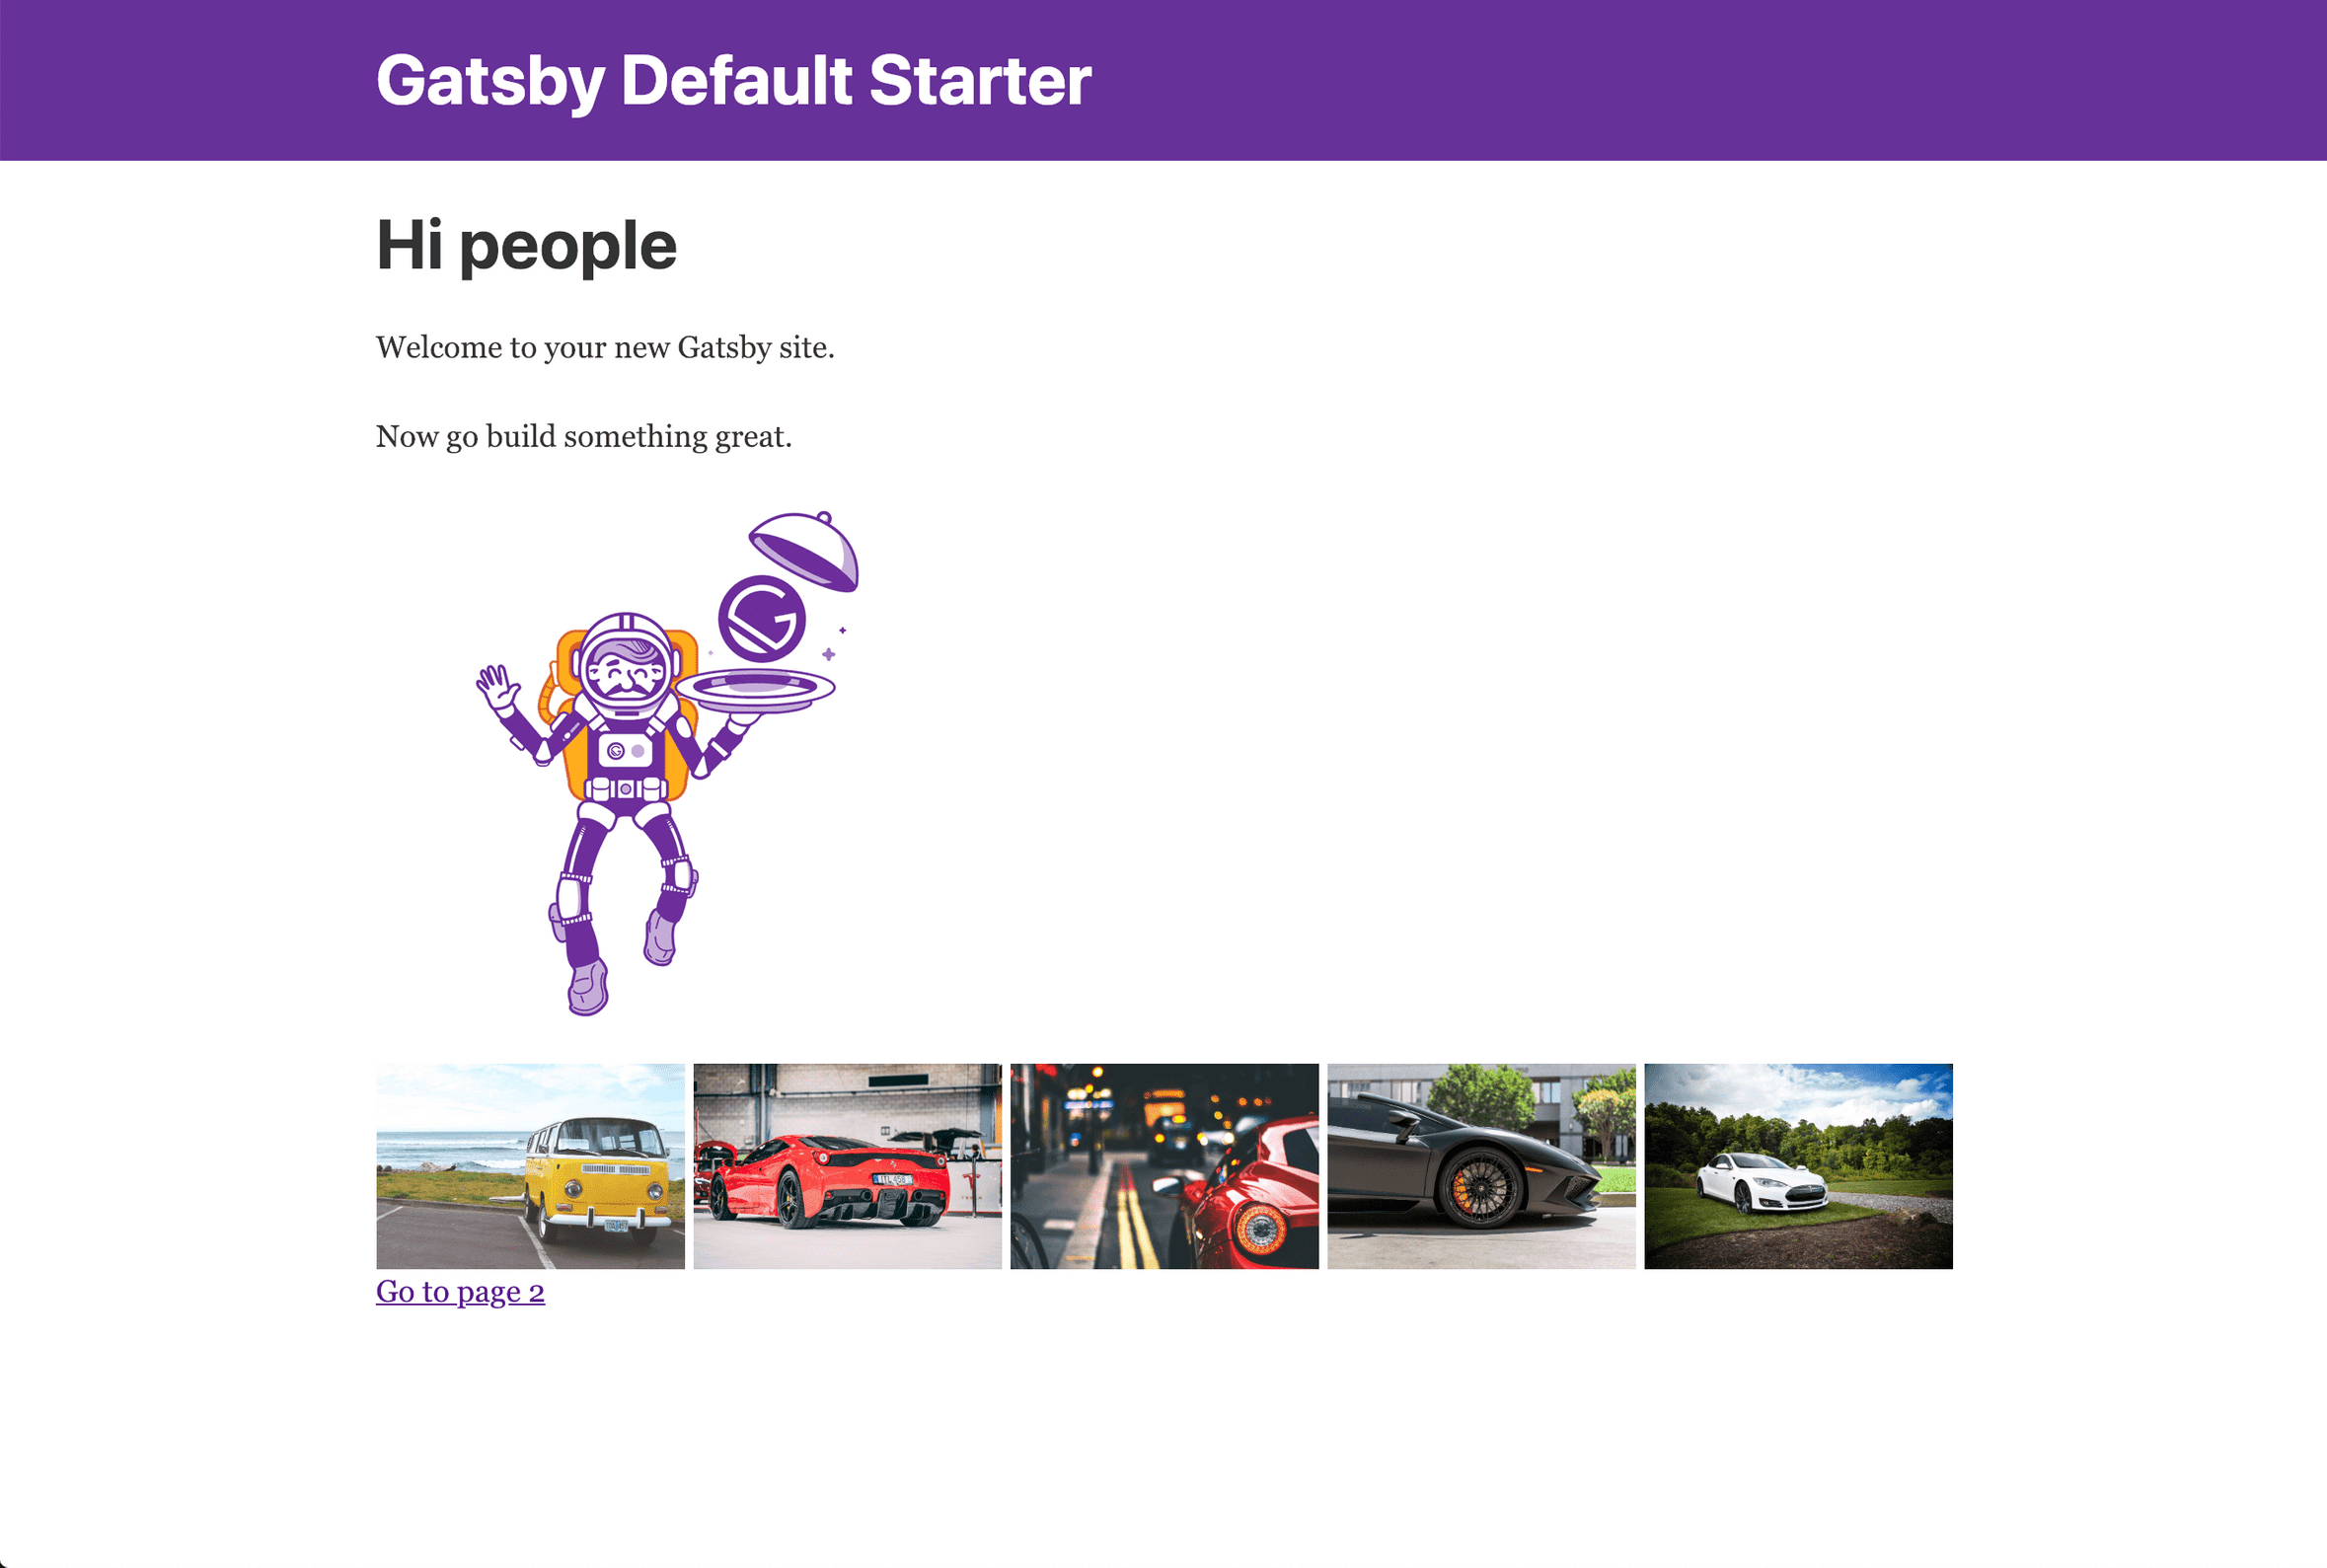 Gatsby Default Starter
Hi people
Welcome to your new Gatsby site.
Now go build something great.
Go to page 2